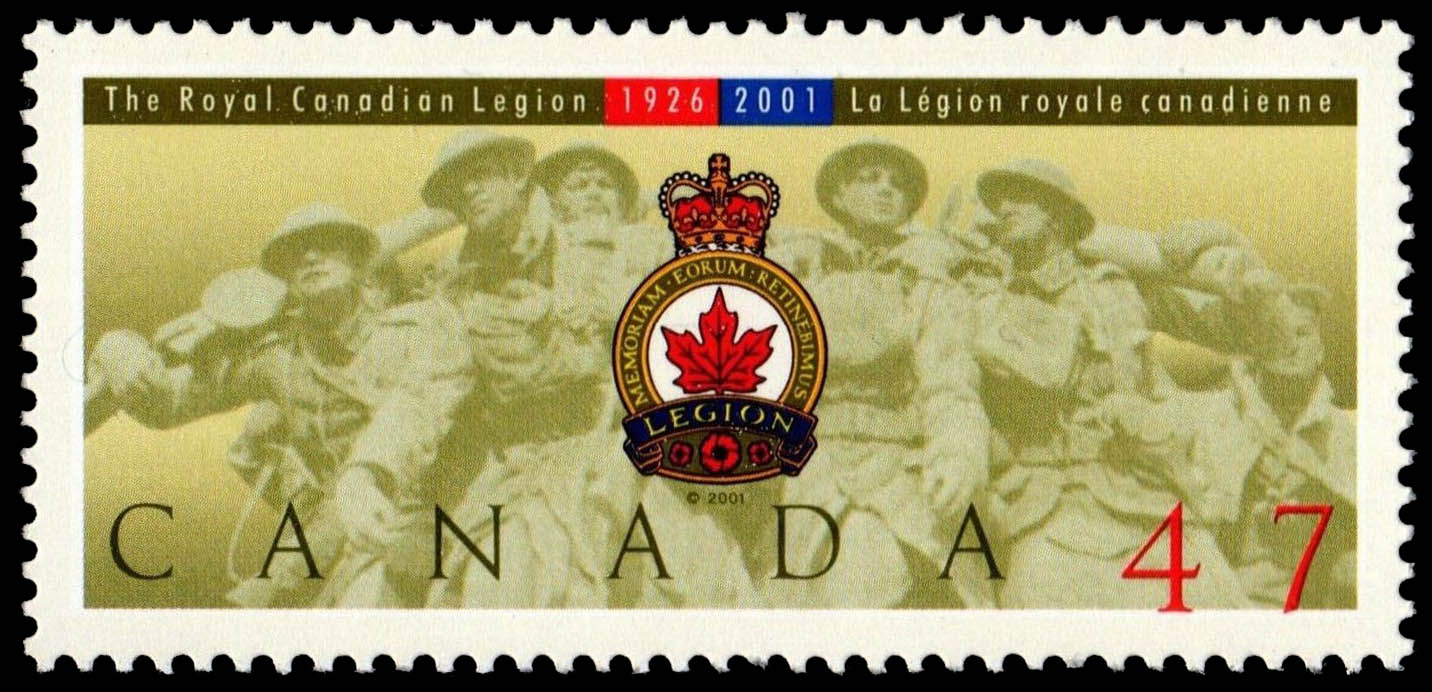 The Royal Canadian Legion 1926 2001 La Légion royale canadienne
MEMORIAM·EORUM:RETINEBIMUS
LEGION
© 2001
CANADA 47